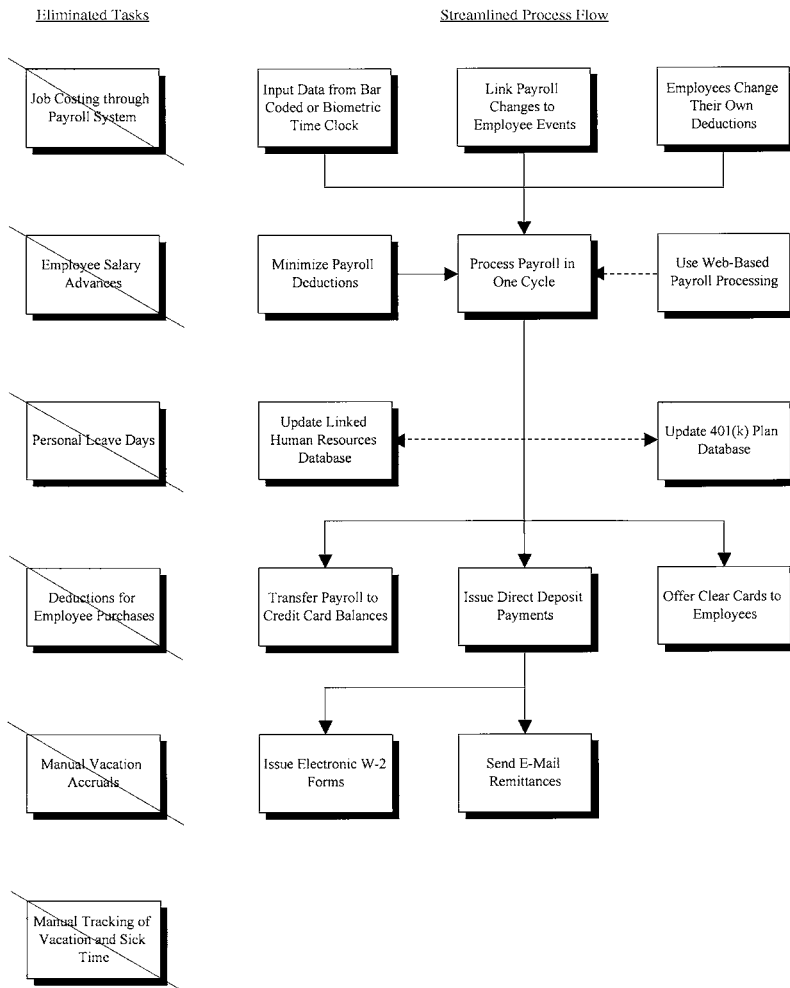 Eliminated Tasks
Streamlined Process Flow
Job Costing through
Payroll System
Input Data from Bar
Coded or Biometric
Time Clock
Link Payroll
Changes to
Employee Events
Employees Change
Their Own
Deductions
Employee Salary
Advances
Minimize Payroll
Deductions
Process Payroll in
One Cycle
Use Web-Based
Payroll Processing
Personal Leave Days
Update Linked
Human Resources
Database
Update 401(k) Plan
Database
Deductions for
Employee Purchases
Transfer Payroll to
Credit Card Balances
Issue Direct Deposit
Payments
Offer Clear Cards to
Employees
Manual Vacation
Accruals
Issue Electronic W-2
Forms
Send E-Mail
Remittances
Manual Tracking of
Vacation and Sick
Time